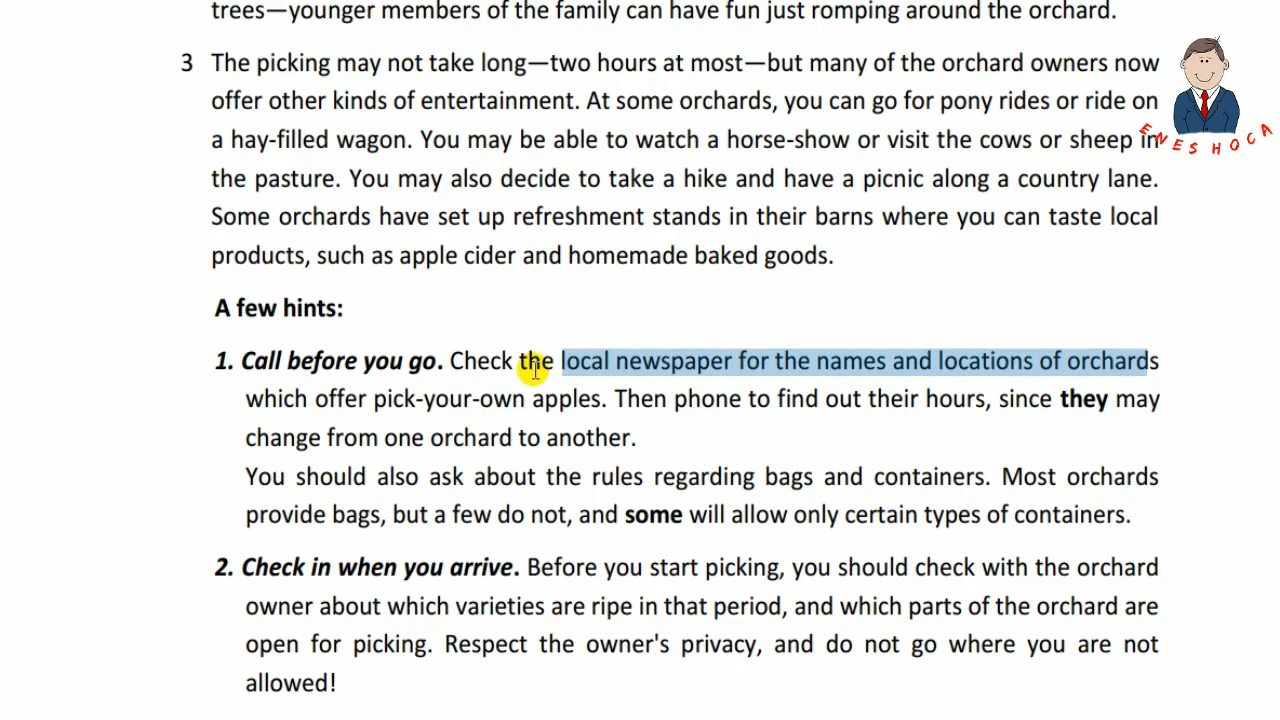 trees—younger members of the family can have fun just romping around the orchard.
3 The picking may not take long—two hours at most—but many of the orchard owners now
offer other kinds of entertainment. At some orchards, you can go for pony rides or ride on
a hay-filled wagon. You may be able to watch a horse-show or visit the cows or sheep in
the pasture. You may also decide to take a hike and have a picnic along a country lane.
Some orchards have set up refreshment stands in their barns where you can taste local
products, such as apple cider and homemade baked goods.
ENES HOCA
A few hints:
1. Call before you go. Check the local newspaper for the names and locations of orchards
which offer pick-your-own apples. Then phone to find out their hours, since they may
change from one orchard to another.
You should also ask about the rules regarding bags and containers. Most orchards
provide bags, but a few do not, and some will allow only certain types of containers.
2. Check in when you arrive. Before you start picking, you should check with the orchard
owner about which varieties are ripe in that period, and which parts of the orchard are
open for picking. Respect the owner's privacy, and do not go where you are not
allowed!